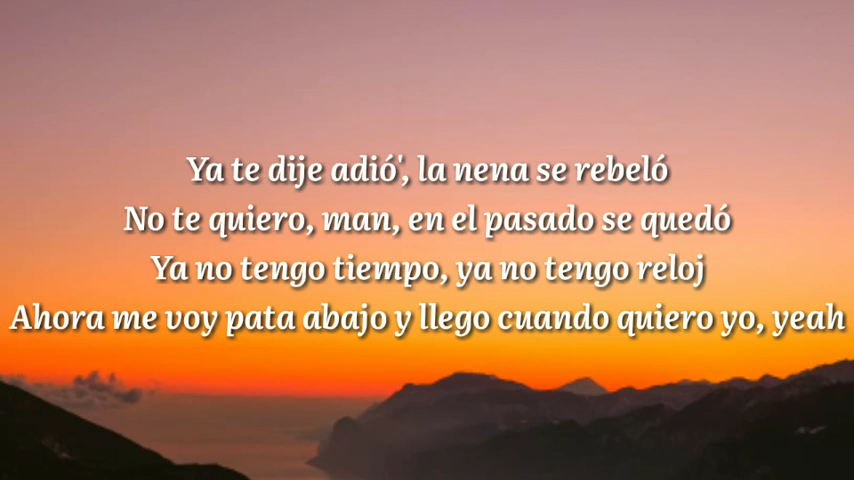 Ya te dije adió', la nena se rebeló
No te quiero, man, en el pasado se quedó
Ya no tengo tiempo, ya no tengo reloj
Ahora me voy pata abajo y llego cuando quiero yo, yeah